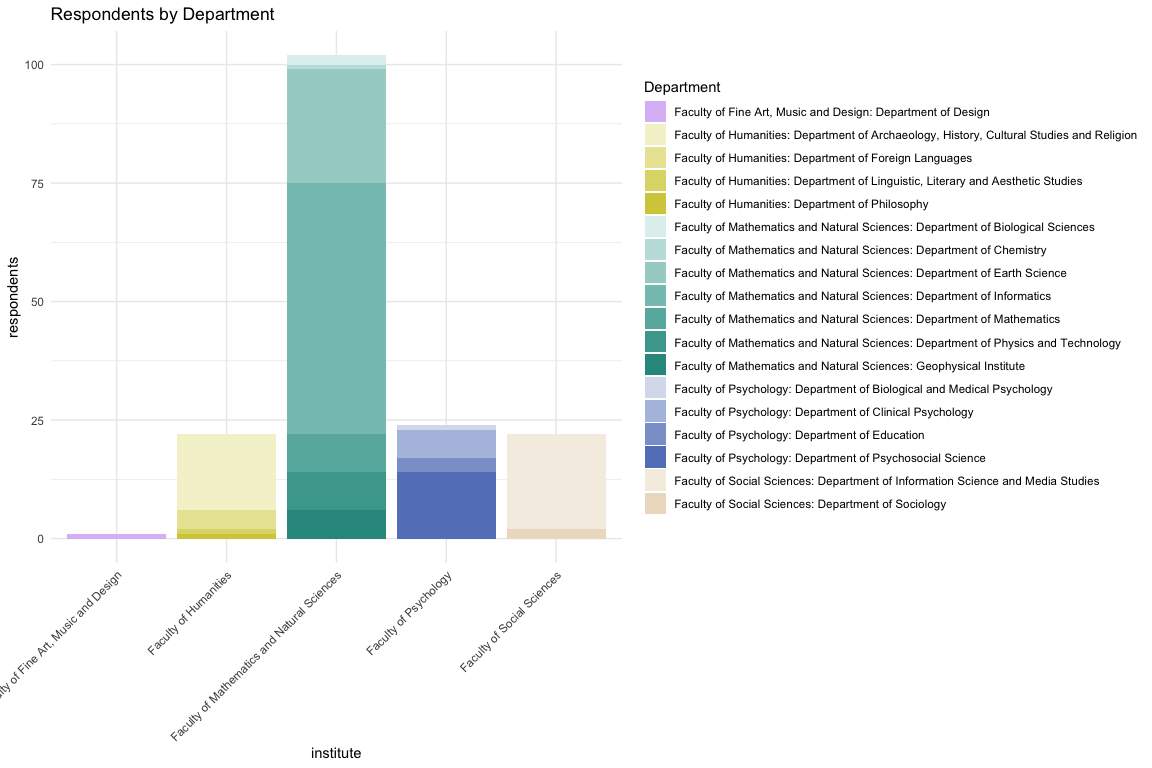 Respondents by Department
respondents
100
75
50
25
0
of Fine Art, Music and Design
Faculty of Humanities
Faculty of Mathematics and Natural Sciences
Faculty of Psychology
Faculty of Social Sciences
institute
Department
Faculty of Fine Art, Music and Design: Department of Design
Faculty of Humanities: Department of Archaeology, History, Cultural Studies and Religion
Faculty of Humanities: Department of Foreign Languages
Faculty of Humanities: Department of Linguistic, Literary and Aesthetic Studies
Faculty of Humanities: Department of Philosophy
Faculty of Mathematics and Natural Sciences: Department of Biological Sciences
Faculty of Mathematics and Natural Sciences: Department of Chemistry
Faculty of Mathematics and Natural Sciences: Department of Earth Science
Faculty of Mathematics and Natural Sciences: Department of Informatics
Faculty of Mathematics and Natural Sciences: Department of Mathematics
Faculty of Mathematics and Natural Sciences: Department of Physics and Technology
Faculty of Mathematics and Natural Sciences: Geophysical Institute
Faculty of Psychology: Department of Biological and Medical Psychology
Faculty of Psychology: Department of Clinical Psychology
Faculty of Psychology: Department of Education
Faculty of Psychology: Department of Psychosocial Science
Faculty of Social Sciences: Department of Information Science and Media Studies
Faculty of Social Sciences: Department of Sociology